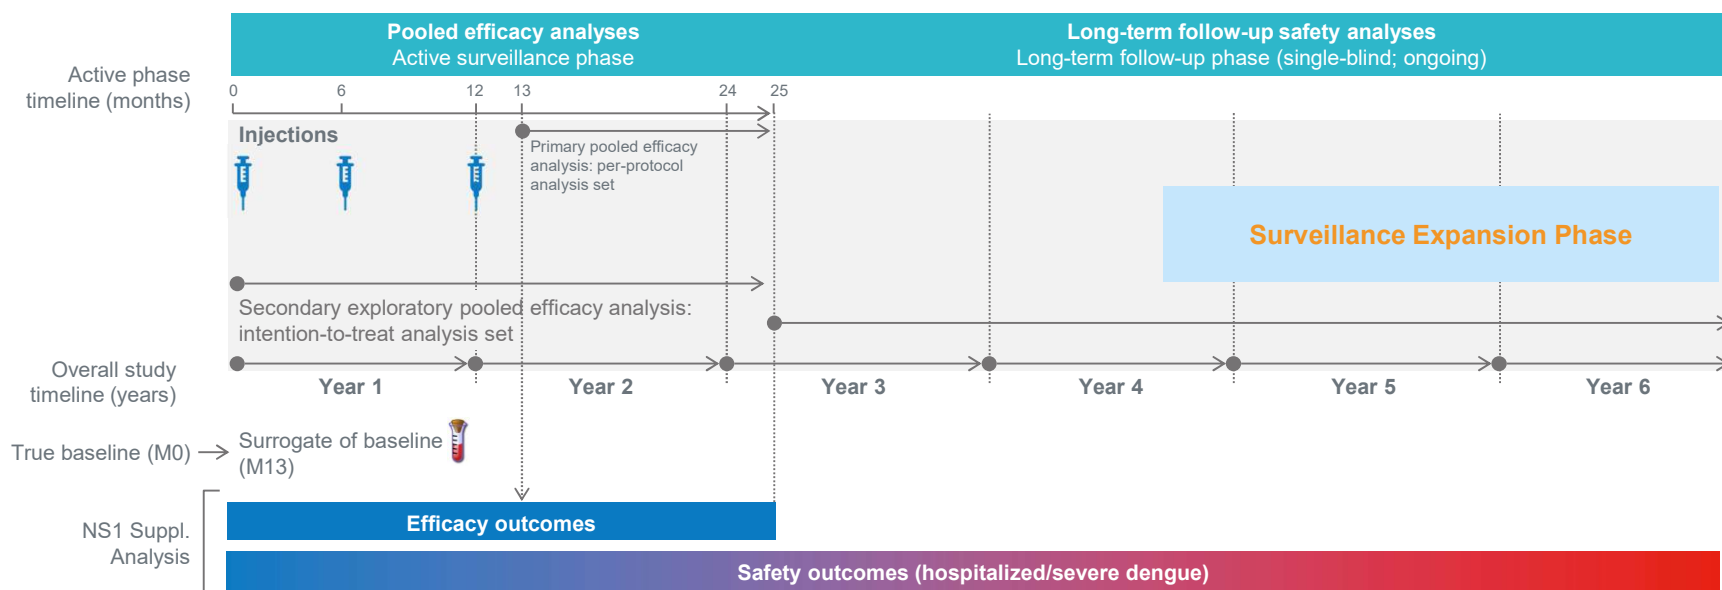 Pooled efficacy analyses
Active surveillance phase
Long-term follow-up safety analyses
Long-term follow-up phase (single-blind; ongoing)
Active phase
timeline (months)
0
6
12
13
24
25
Injections
Primary pooled efficacy
analysis: per-protocol
analysis set
Surveillance Expansion Phase
Secondary exploratory pooled efficacy analysis:
intention-to-treat analysis set
Overall study
timeline (years)
Year 1
Year 2
Year 3
Year 4
Year 5
Year 6
True baseline (M0)
Surrogate of baseline
(M13)
NS1 Suppl.
Analysis
Efficacy outcomes
Safety outcomes (hospitalized/severe dengue)